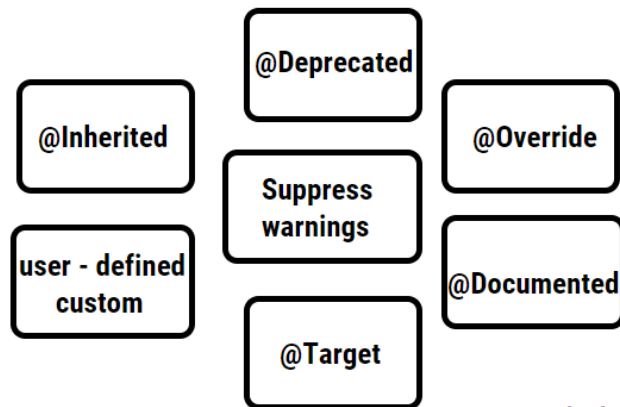 @Deprecated
@Inherited
@Override
Suppress
warnings
user - defined
custom
@Documented
@Target